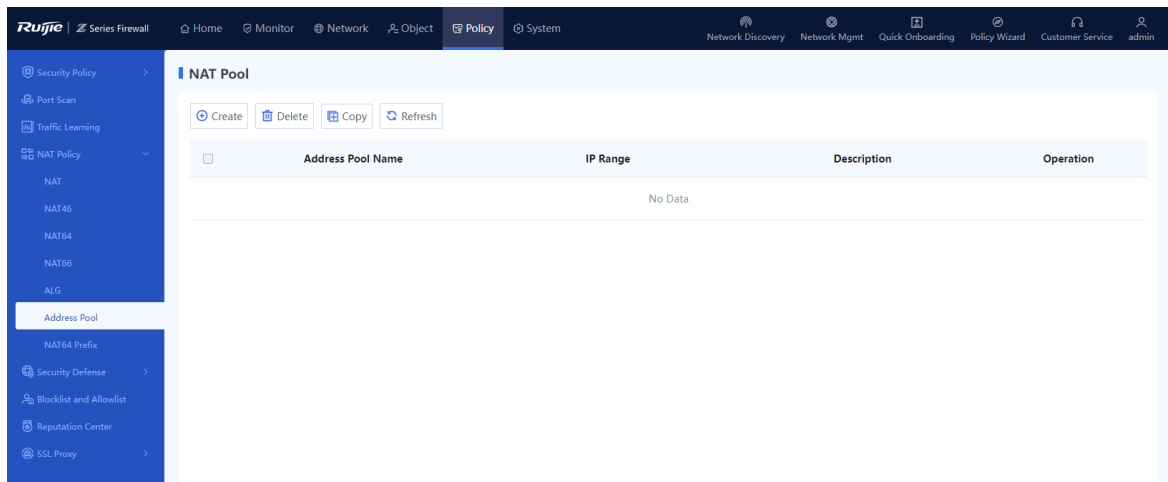 Ruijie | Z Series Firewall
Home Monitor Network Object Policy System
Network Discovery Network Mgmt Quick Onboarding Policy Wizard Customer Service admin
Security Policy
Port Scan
Traffic Learning
NAT Policy
NAT
NAT46
NAT64
NAT66
ALG
Address Pool
NAT64 Prefix
Security Defense
Blocklist and Allowlist
Reputation Center
SSL Proxy
NAT Pool
Create Delete Copy Refresh
Address Pool Name IP Range Description Operation
No Data